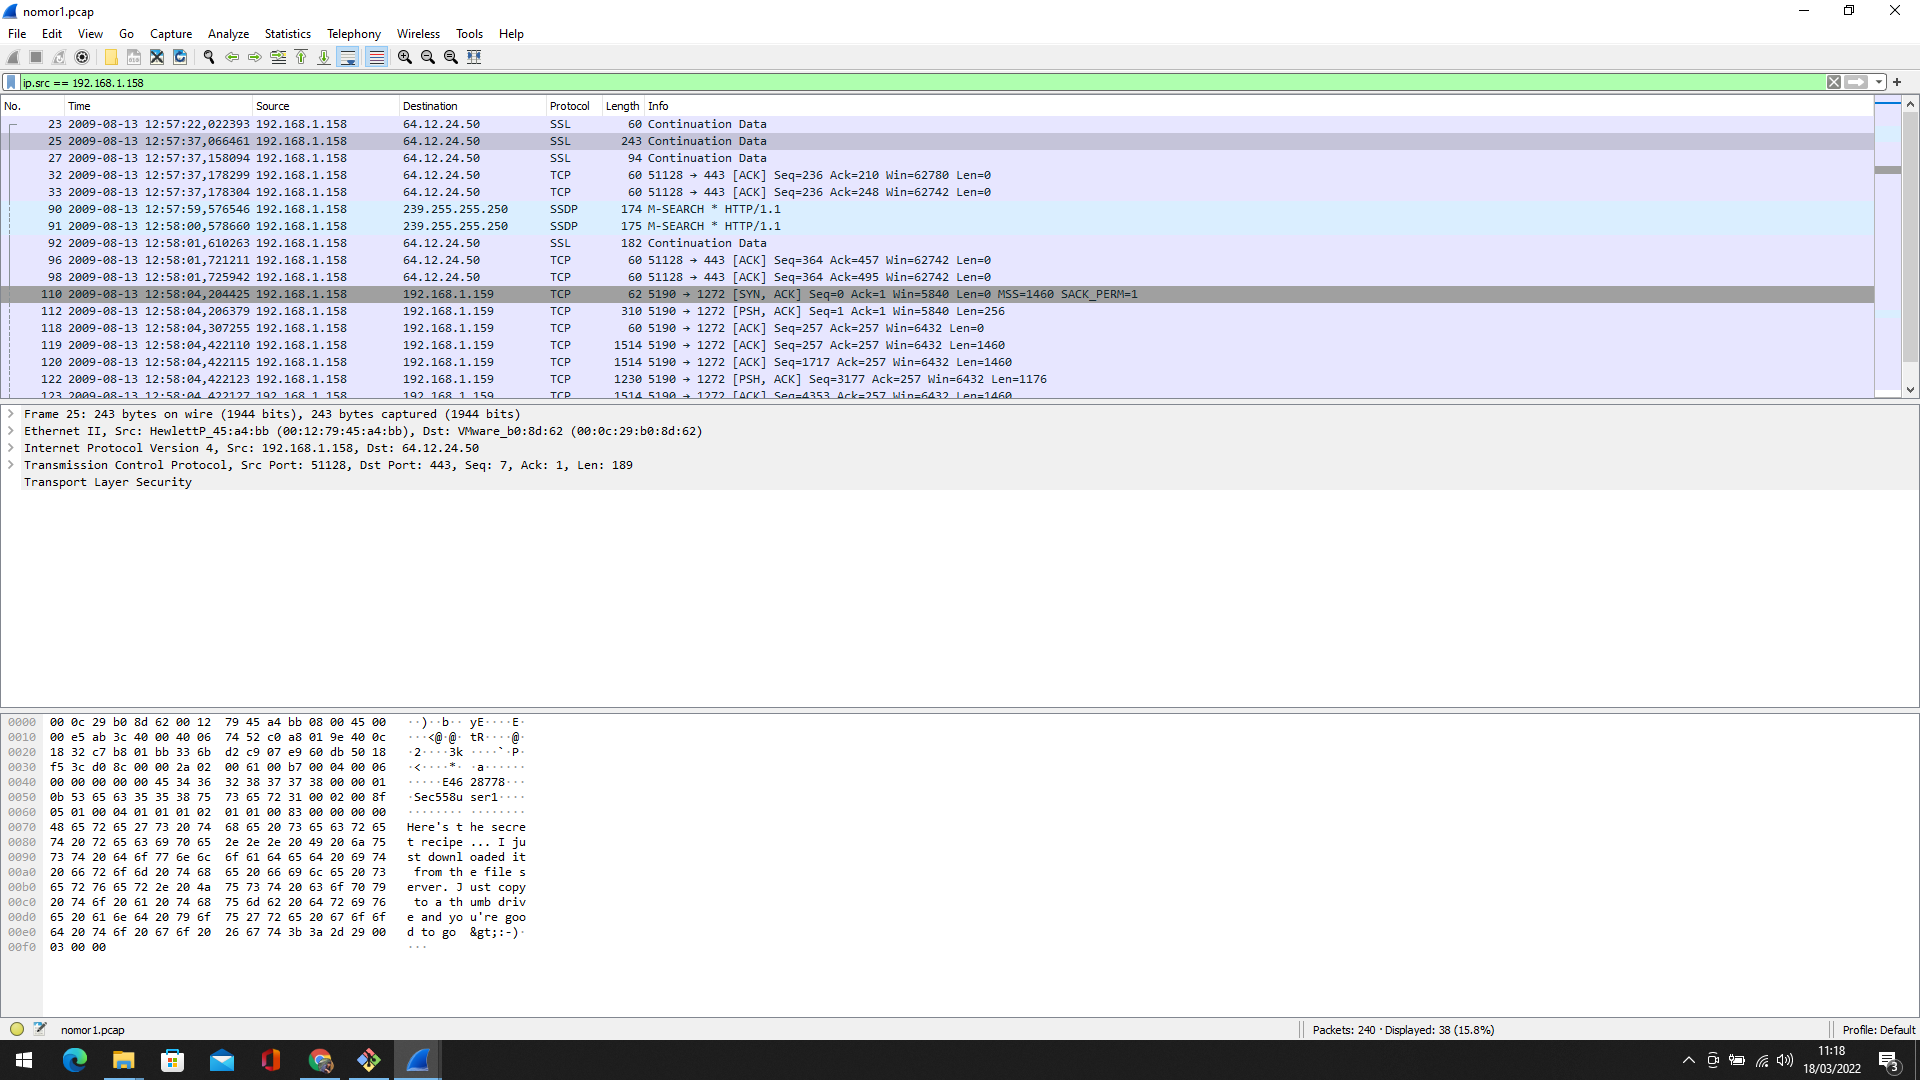 nomor1.pcap
File Edit View Go Capture Analyze Statistics Telephony Wireless Tools Help
ip.src == 192.168.1.158
No. Time Source Destination Protocol Length Info
23 2009-08-13 12:57:22,022393 192.168.1.158 64.12.24.50 SSL 60 Continuation Data
25 2009-08-13 12:57:37,066461 192.168.1.158 64.12.24.50 SSL 243 Continuation Data
27 2009-08-13 12:57:37,158094 192.168.1.158 64.12.24.50 SSL 94 Continuation Data
32 2009-08-13 12:57:37,178299 192.168.1.158 64.12.24.50 TCP 60 51128 → 443 [ACK] Seq=236 Ack=210 Win=62780 Len=0
33 2009-08-13 12:57:37,178304 192.168.1.158 64.12.24.50 TCP 60 51128 → 443 [ACK] Seq=236 Ack=248 Win=62742 Len=0
90 2009-08-13 12:57:59,576546 192.168.1.158 239.255.255.250 SSDP 174 M-SEARCH * HTTP/1.1
91 2009-08-13 12:58:00,578660 192.168.1.158 239.255.255.250 SSDP 175 M-SEARCH * HTTP/1.1
92 2009-08-13 12:58:01,610263 192.168.1.158 64.12.24.50 SSL 182 Continuation Data
96 2009-08-13 12:58:01,721211 192.168.1.158 64.12.24.50 TCP 60 51128 → 443 [ACK] Seq=364 Ack=457 Win=62742 Len=0
98 2009-08-13 12:58:01,725942 192.168.1.158 64.12.24.50 TCP 60 51128 → 443 [ACK] Seq=364 Ack=495 Win=62742 Len=0
110 2009-08-13 12:58:04,204425 192.168.1.158 192.168.1.159 TCP 62 5190 → 1272 [SYN, ACK] Seq=0 Ack=1 Win=5840 Len=0 MSS=1460 SACK_PERM=1
112 2009-08-13 12:58:04,206379 192.168.1.158 192.168.1.159 TCP 310 5190 → 1272 [PSH, ACK] Seq=1 Ack=1 Win=5840 Len=256
118 2009-08-13 12:58:04,307255 192.168.1.158 192.168.1.159 TCP 60 5190 → 1272 [ACK] Seq=257 Ack=257 Win=6432 Len=0
119 2009-08-13 12:58:04,422110 192.168.1.158 192.168.1.159 TCP 1514 5190 → 1272 [ACK] Seq=257 Ack=257 Win=6432 Len=1460
120 2009-08-13 12:58:04,422115 192.168.1.158 192.168.1.159 TCP 1514 5190 → 1272 [ACK] Seq=1717 Ack=257 Win=6432 Len=1460
122 2009-08-13 12:58:04,422123 192.168.1.158 192.168.1.159 TCP 1230 5190 → 1272 [PSH, ACK] Seq=3177 Ack=257 Win=6432 Len=1176
123 2009-08-13 12:58:04,422127 192.168.1.158 192.168.1.159 TCP 1514 5190 → 1272 [ACK] Seq=4353 Ack=257 Win=6432 Len=1460
Frame 25: 243 bytes on wire (1944 bits), 243 bytes captured (1944 bits)
Ethernet II, Src: HewlettP_45:a4:bb (00:12:79:45:a4:bb), Dst: VMware_b0:8d:62 (00:0c:29:b0:8d:62)
Internet Protocol Version 4, Src: 192.168.1.158, Dst: 64.12.24.50
Transmission Control Protocol, Src Port: 51128, Dst Port: 443, Seq: 7, Ack: 1, Len: 189
Transport Layer Security
0000 00 0c 29 b0 8d 62 00 12 79 45 a4 bb 08 00 45 00 ··)··b·· yE····E·
0010 00 e5 ab 3c 40 00 40 06 74 52 c0 a8 01 9e 40 0c ···<@·@· tR····@·
0020 18 32 c7 b8 01 bb 33 6b d2 c9 07 e9 60 db 50 18 ·2····3k ····`·P·
0030 f5 3c d0 8c 00 00 2a 02 00 61 00 b7 00 04 00 06 ·<····*· ·a······
0040 00 00 00 00 00 45 34 36 32 38 37 37 38 00 00 01 ·····E46 28778···
0050 0b 53 65 63 35 35 38 75 73 65 72 31 00 02 00 8f ·Sec558u ser1····
0060 05 01 00 04 01 01 01 02 01 01 00 83 00 00 00 00 ········ ········
0070 48 65 72 65 27 73 20 74 68 65 20 73 65 63 72 65 Here's t he secre
0080 74 20 72 65 63 69 70 65 2e 2e 2e 20 49 20 6a 75 t recipe ... I ju
0090 73 74 20 64 6f 77 6e 6c 6f 61 64 65 64 20 69 74 st downl oaded it
00a0 20 66 72 6f 6d 20 74 68 65 20 66 69 6c 65 20 73 from th e file s
00b0 65 72 76 65 72 2e 20 4a 75 73 74 20 63 6f 70 79 erver. J ust copy
00c0 20 74 6f 20 61 20 74 68 75 6d 62 20 64 72 69 76 to a th umb driv
00d0 65 20 61 6e 64 20 79 6f 75 27 72 65 20 67 6f 6f e and yo u're goo
00e0 64 20 74 6f 20 67 6f 20 26 67 74 3b 3a 2d 29 00 d to go &gt;:-)·
00f0 03 00 00 ···
nomor1.pcap Packets: 240 · Displayed: 38 (15.8%) Profile: Default
11:18
18/03/2022
3